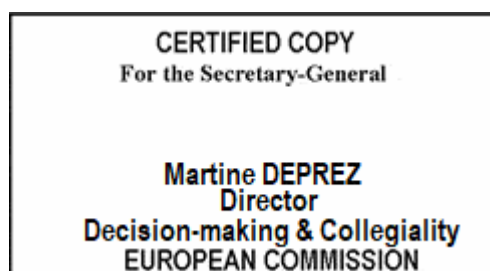 CERTIFIED COPY
For the Secretary-General
Martine DEPREZ
Director
Decision-making & Collegiality
EUROPEAN COMMISSION